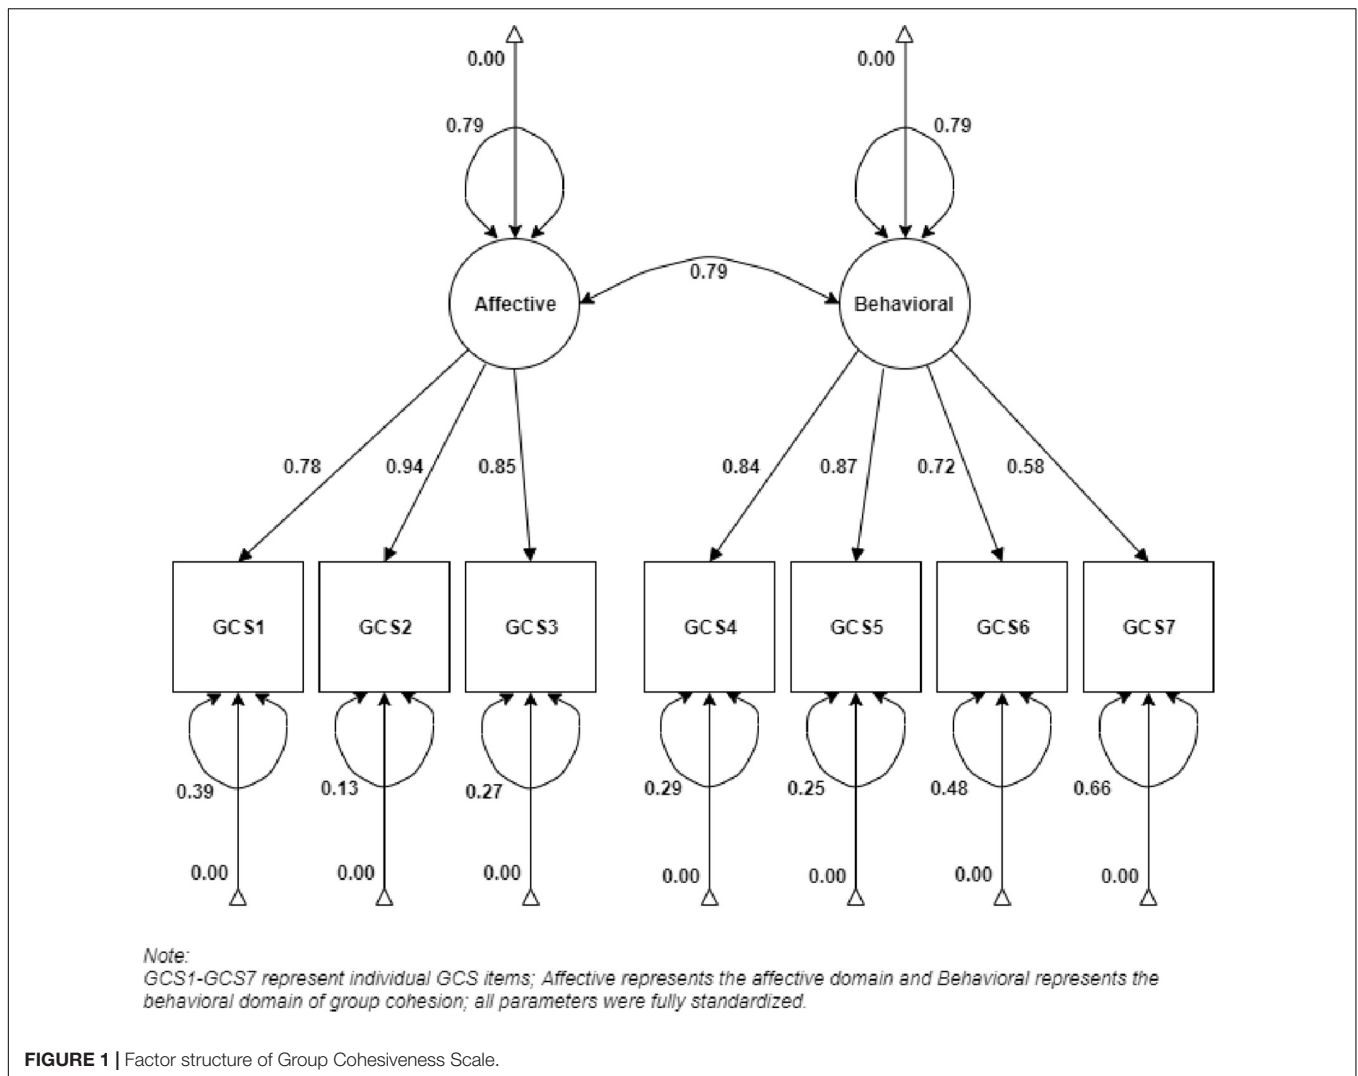 0.00 0.00
0.79 0.79
0.79
Affective Behavioral
0.78 0.94 0.85 0.84 0.87 0.72 0.58
GCS1 GCS2 GCS3 GCS4 GCS5 GCS6 GCS7
0.39 0.13 0.27 0.29 0.25 0.48 0.66
0.00 0.00 0.00 0.00 0.00 0.00 0.00
Note:
GCS1-GCS7 represent individual GCS items; Affective represents the affective domain and Behavioral represents the
behavioral domain of group cohesion; all parameters were fully standardized.
FIGURE 1 | Factor structure of Group Cohesiveness Scale.